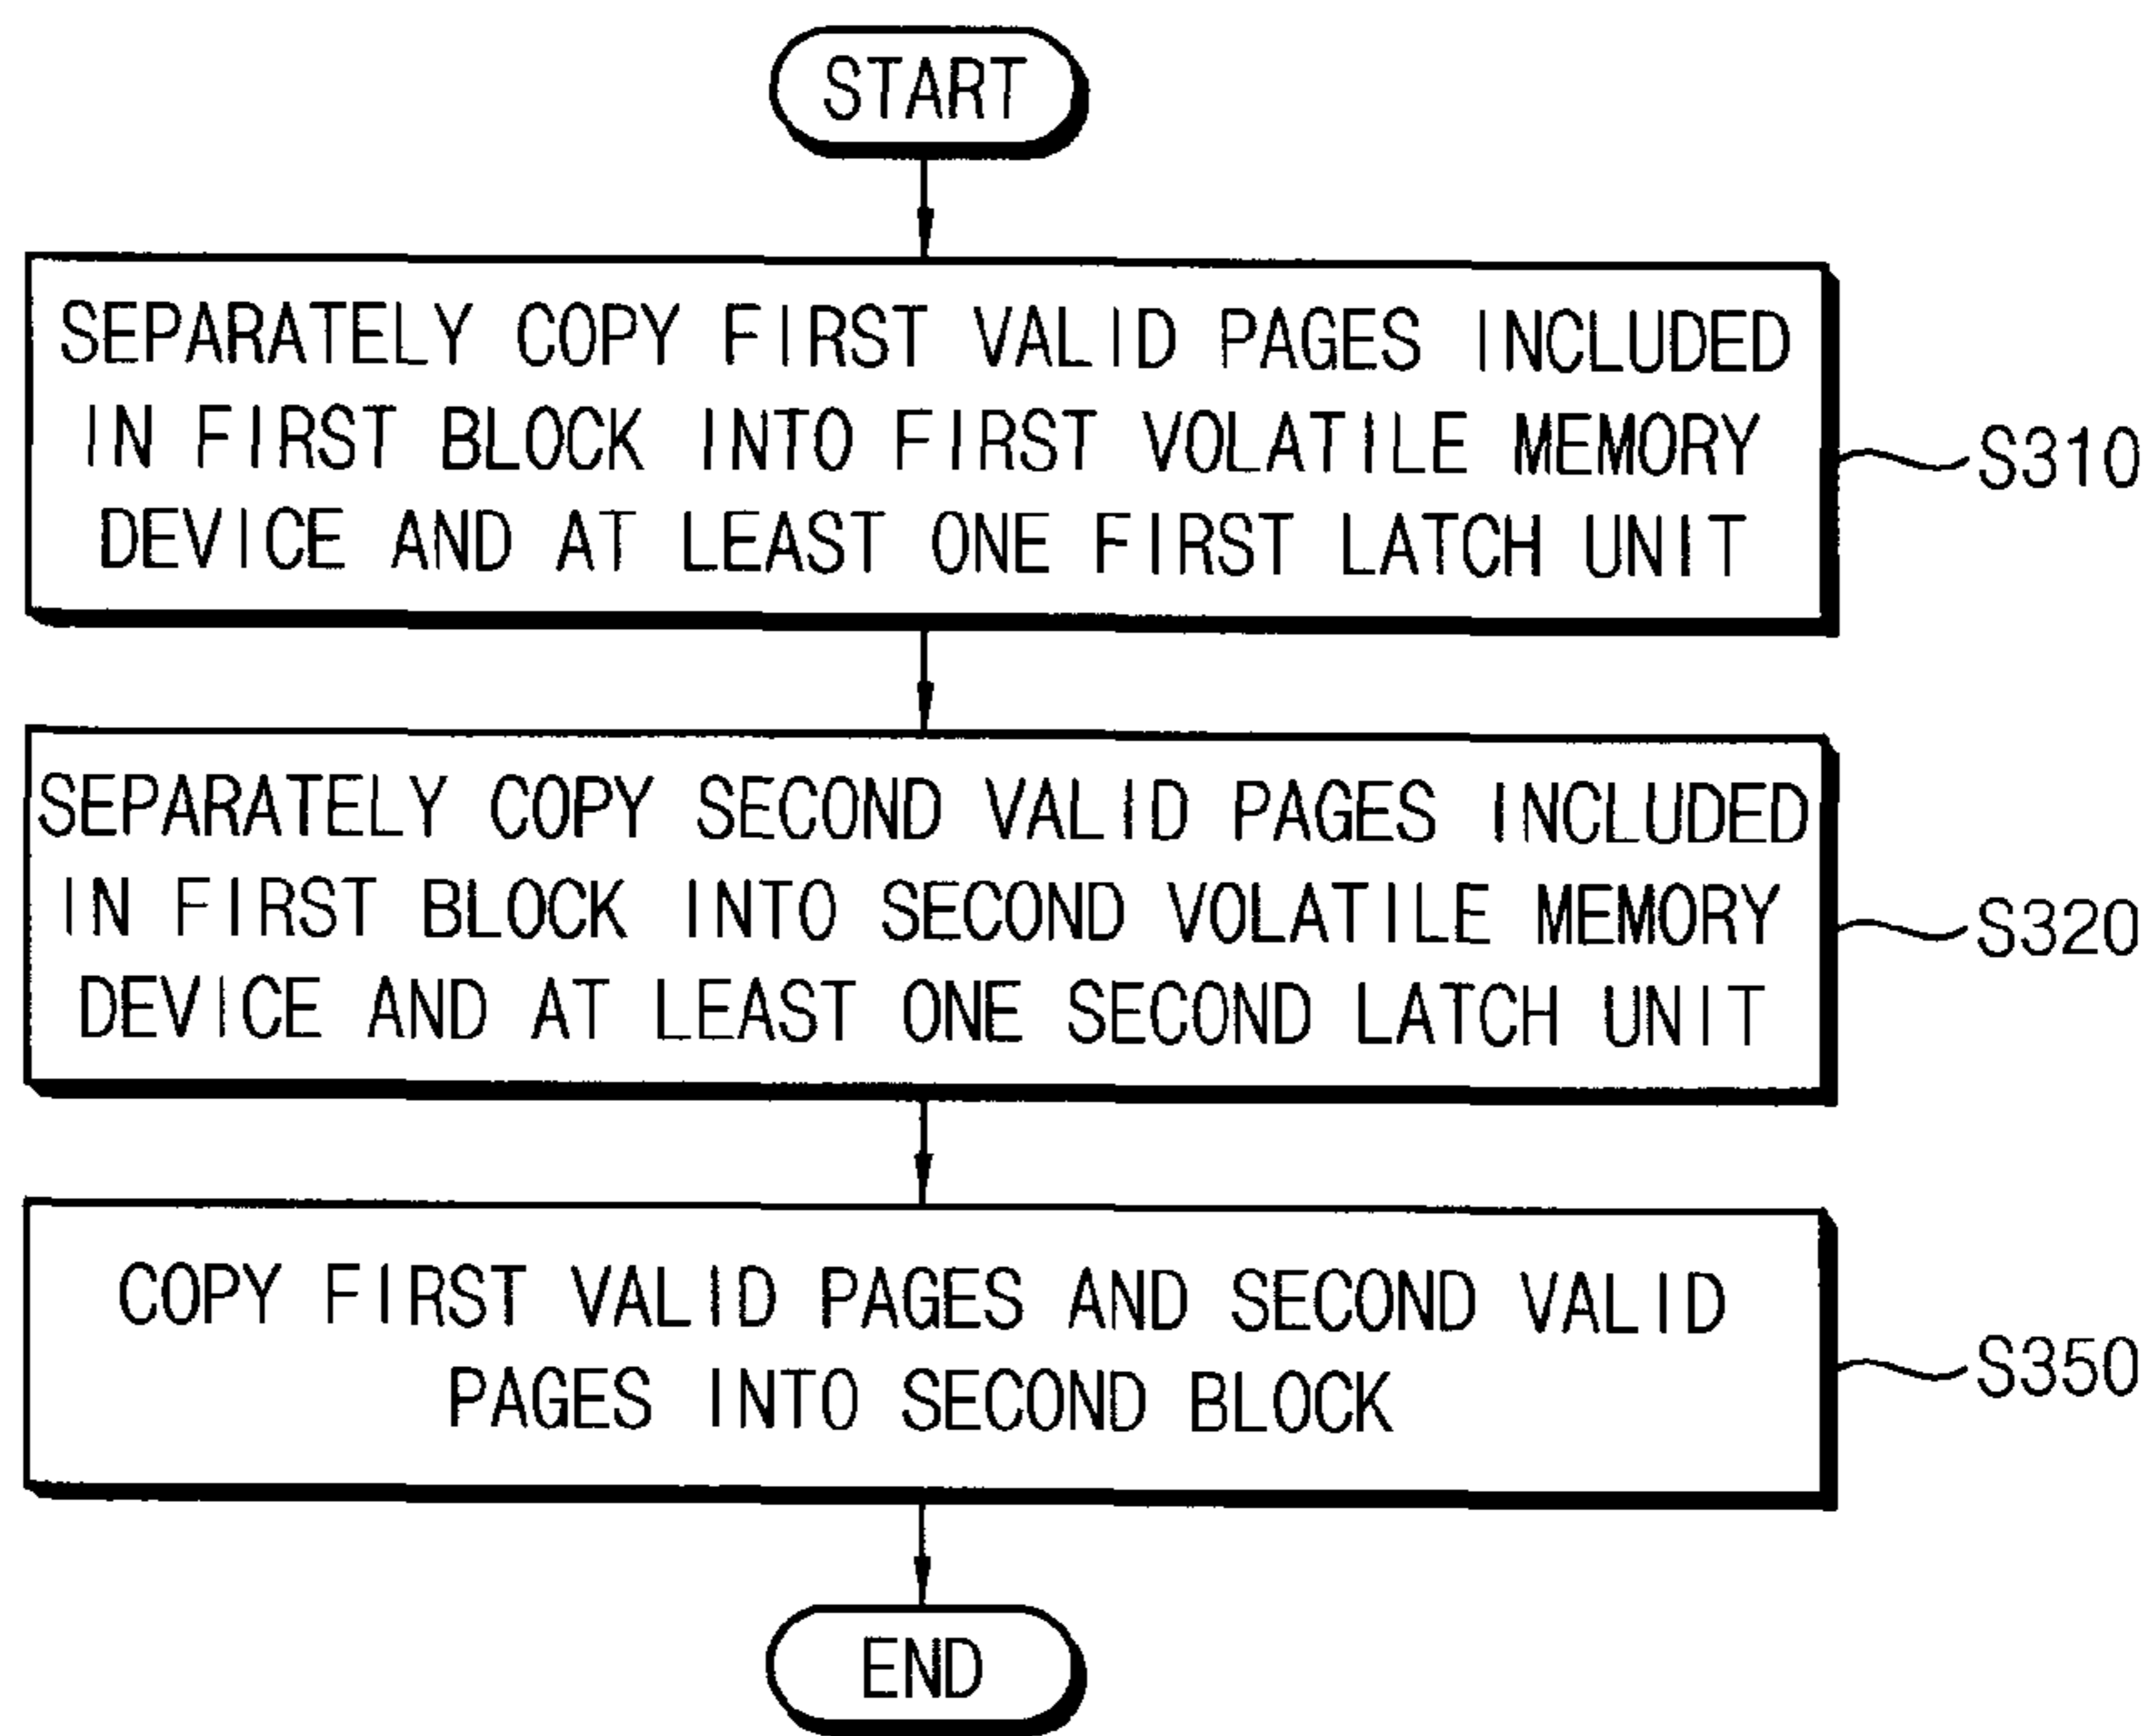 START
SEPARATELY COPY FIRST VALID PAGES INCLUDED
IN FIRST BLOCK INTO FIRST VOLATILE MEMORY
DEVICE AND AT LEAST ONE FIRST LATCH UNIT
S310
SEPARATELY COPY SECOND VALID PAGES INCLUDED
IN FIRST BLOCK INTO SECOND VOLATILE MEMORY
DEVICE AND AT LEAST ONE SECOND LATCH UNIT
S320
COPY FIRST VALID PAGES AND SECOND VALID
PAGES INTO SECOND BLOCK
S350
END